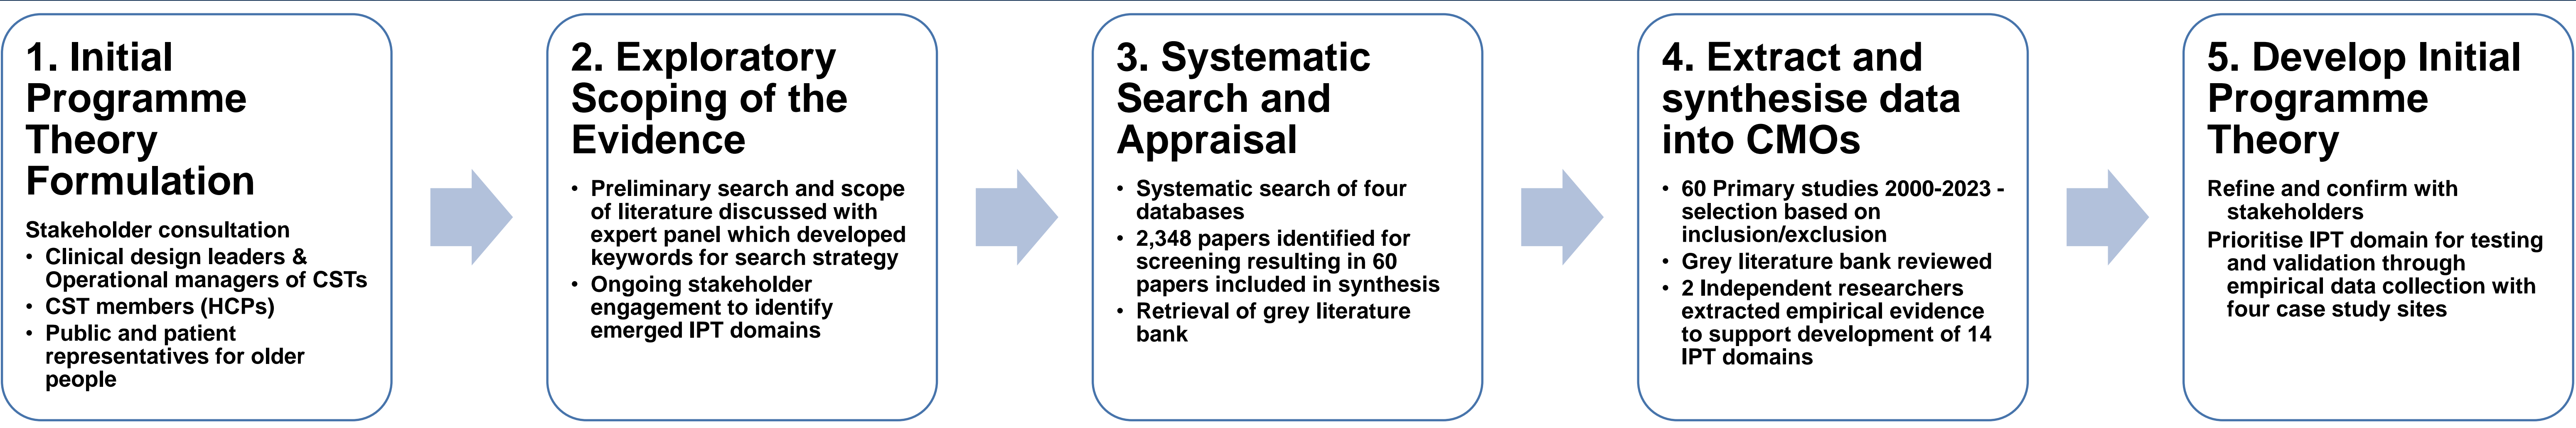 1. Initial
Programme
Theory
Formulation
Stakeholder consultation
• Clinical design leaders &
Operational managers of CSTs
• CST members (HCPs)
• Public and patient
representatives for older
people
2. Exploratory
Scoping of the
Evidence
• Preliminary search and scope
of literature discussed with
expert panel which developed
keywords for search strategy
• Ongoing stakeholder
engagement to identify
emerged IPT domains
3. Systematic
Search and
Appraisal
• Systematic search of four
databases
• 2,348 papers identified for
screening resulting in 60
papers included in synthesis
• Retrieval of grey literature
bank
4. Extract and
synthesise data
into CMOs
• 60 Primary studies 2000-2023 -
selection based on
inclusion/exclusion
• Grey literature bank reviewed
• 2 Independent researchers
extracted empirical evidence
to support development of 14
IPT domains
5. Develop Initial
Programme
Theory
Refine and confirm with
stakeholders
Prioritise IPT domain for testing
and validation through
empirical data collection with
four case study sites